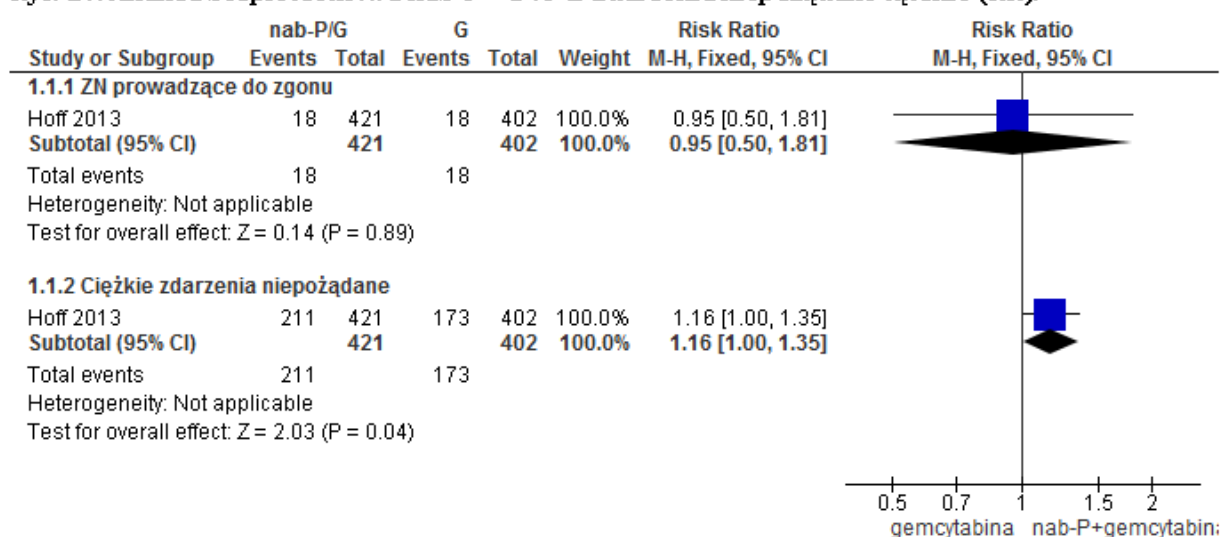 nab-P/G G Risk Ratio Risk Ratio
Study or Subgroup Events Total Events Total Weight M-H, Fixed, 95% CI M-H, Fixed, 95% CI
1.1.1 ZN prowadzące do zgonu
Hoff 2013 18 421 18 402 100.0% 0.95 [0.50, 1.81]
Subtotal (95% CI) 421 402 100.0% 0.95 [0.50, 1.81]
Total events 18 18
Heterogeneity: Not applicable
Test for overall effect: Z = 0.14 (P = 0.89)
1.1.2 Ciężkie zdarzenia niepożądane
Hoff 2013 211 421 173 402 100.0% 1.16 [1.00, 1.35]
Subtotal (95% CI) 421 402 100.0% 1.16 [1.00, 1.35]
Total events 211 173
Heterogeneity: Not applicable
Test for overall effect: Z = 2.03 (P = 0.04)
0.5 0.7 1 1.5 2
gemcytabina nab-P+gemcytabina